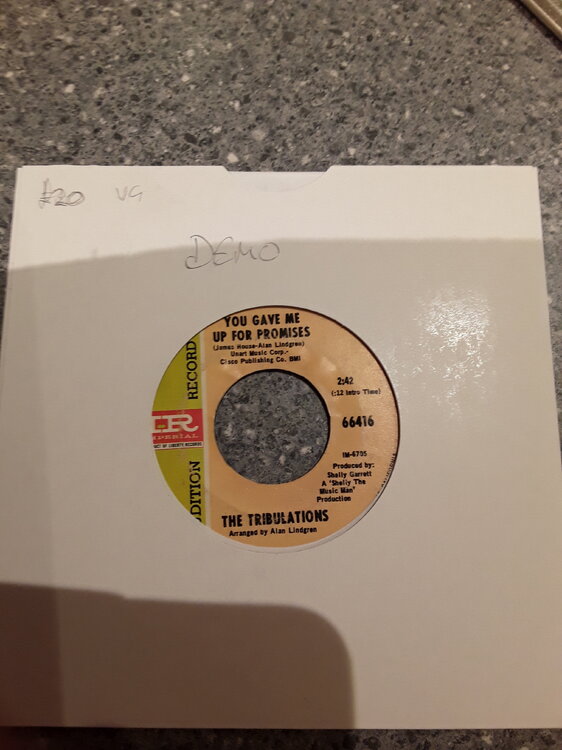 £20 VG
DEMO
YOU GAVE ME
UP FOR PROMISES
(James House-Alan Lindgren)
Unart Music Corp.-
Cisco Publishing Co. BMI
RECORD
2:42
(:12 Intro Time)
66416
IR
IMPERIAL
IM-6705
Produced by:
Shelly Garrett
A "Shelly The
Music Man"
Production
DITION
THE TRIBULATIONS
Arranged by Alan Lindgren